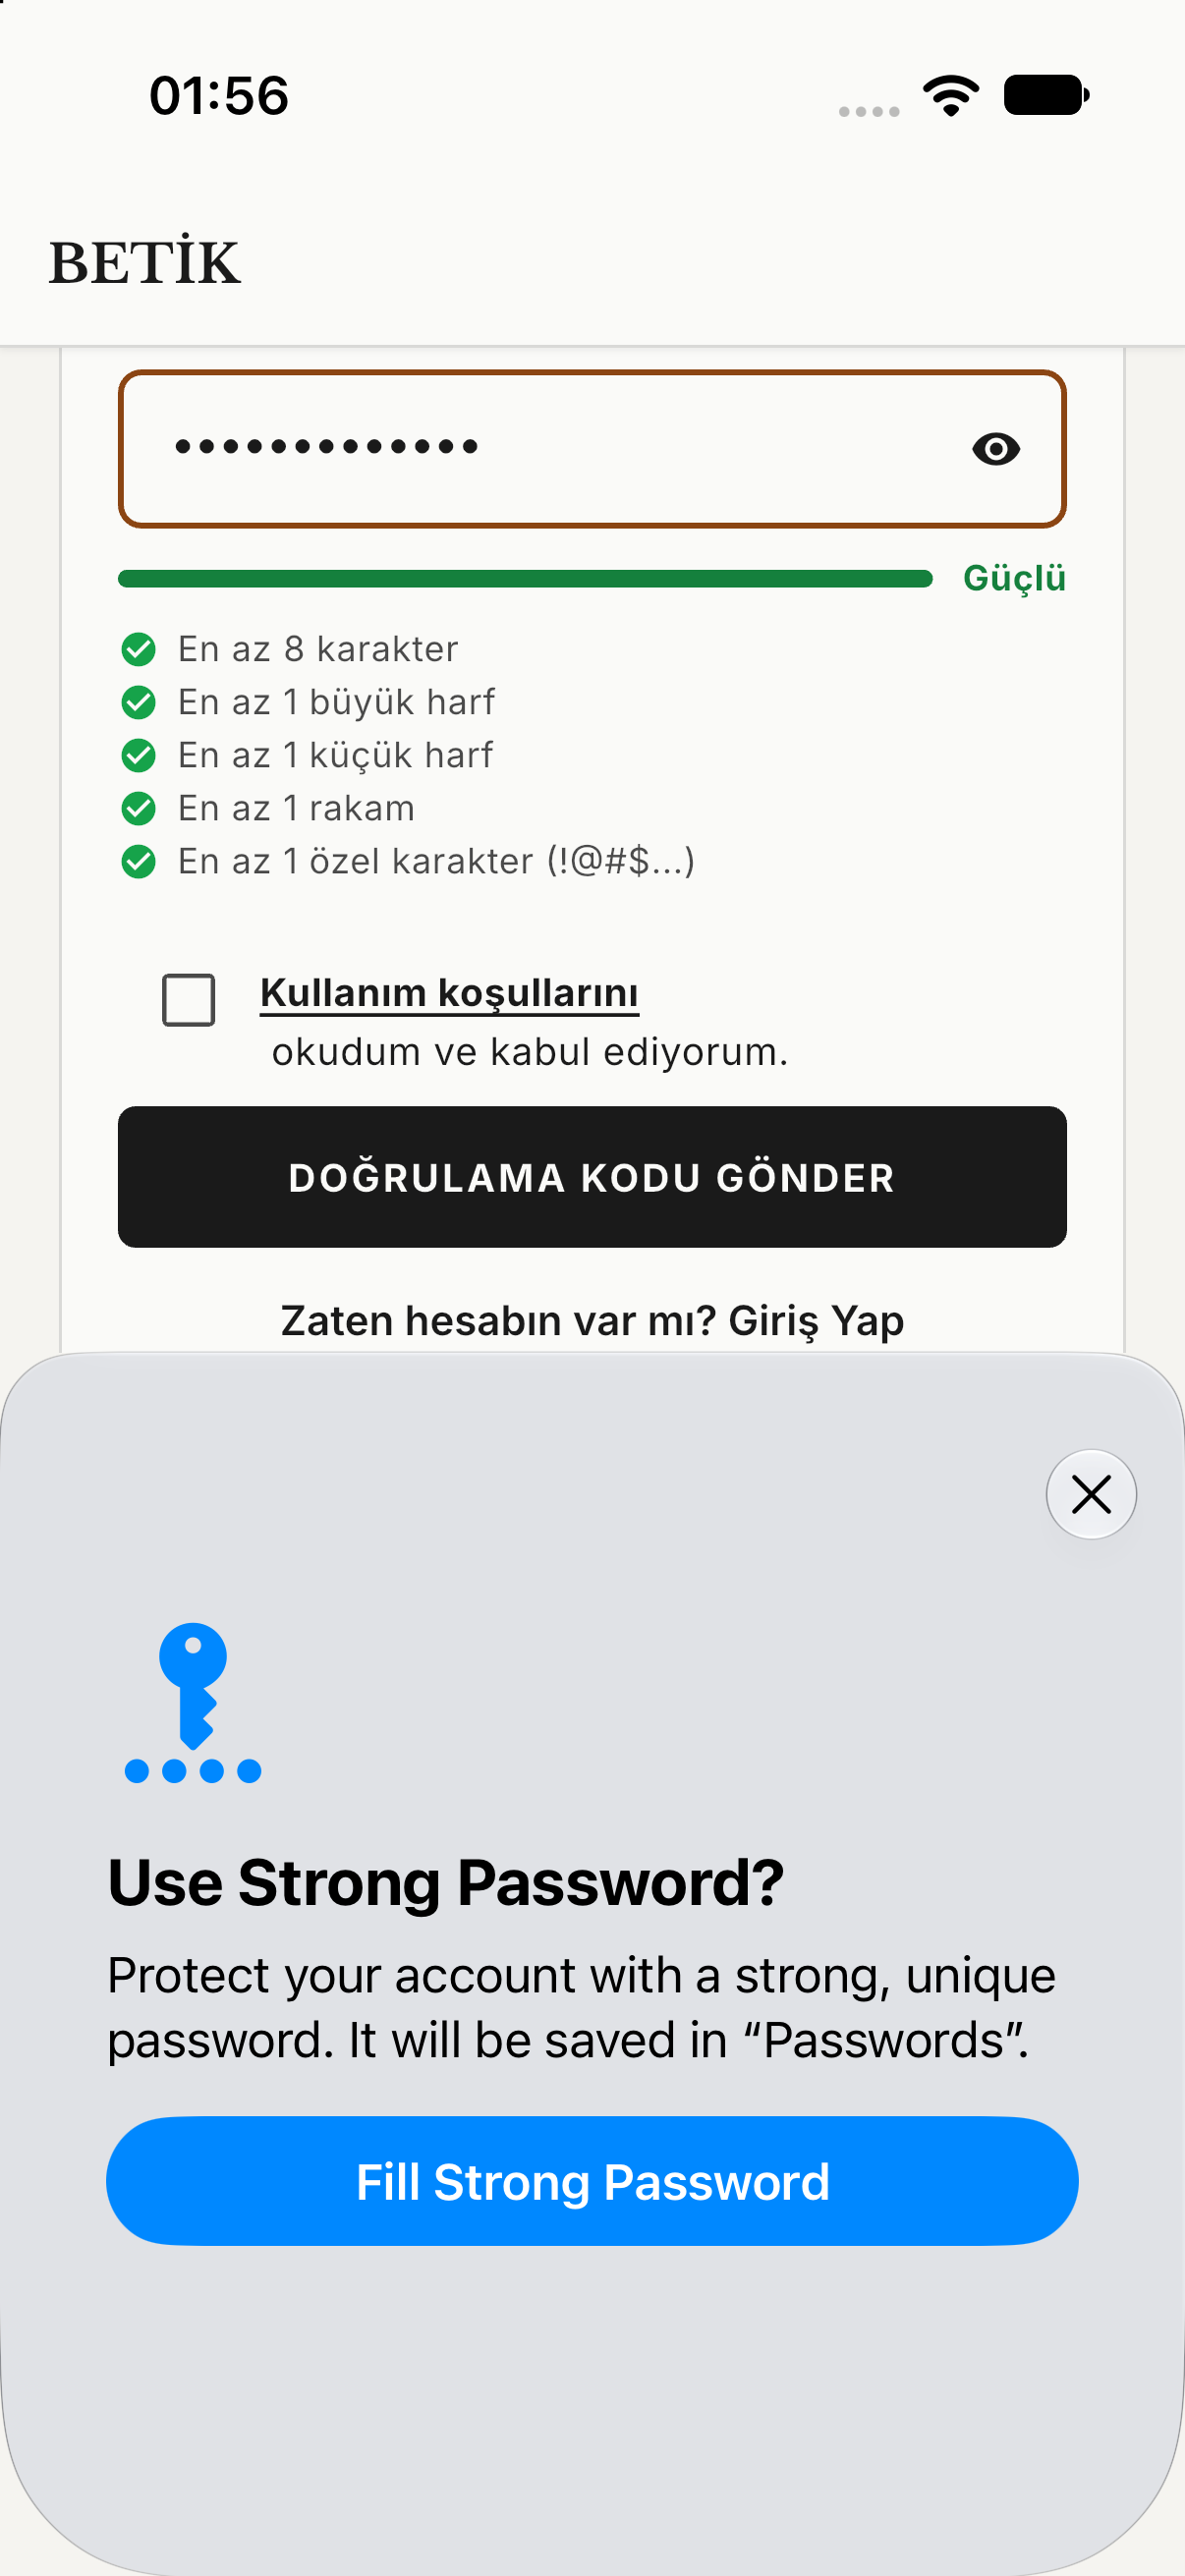 01:56
BETİK
Güçlü
En az 8 karakter
En az 1 büyük harf
En az 1 küçük harf
En az 1 rakam
En az 1 özel karakter (!@#$...)
Kullanım koşullarını
okudum ve kabul ediyorum.
DOĞRULAMA KODU GÖNDER
Zaten hesabın var mı? Giriş Yap
Use Strong Password?
Protect your account with a strong, unique
password. It will be saved in “Passwords”.
Fill Strong Password